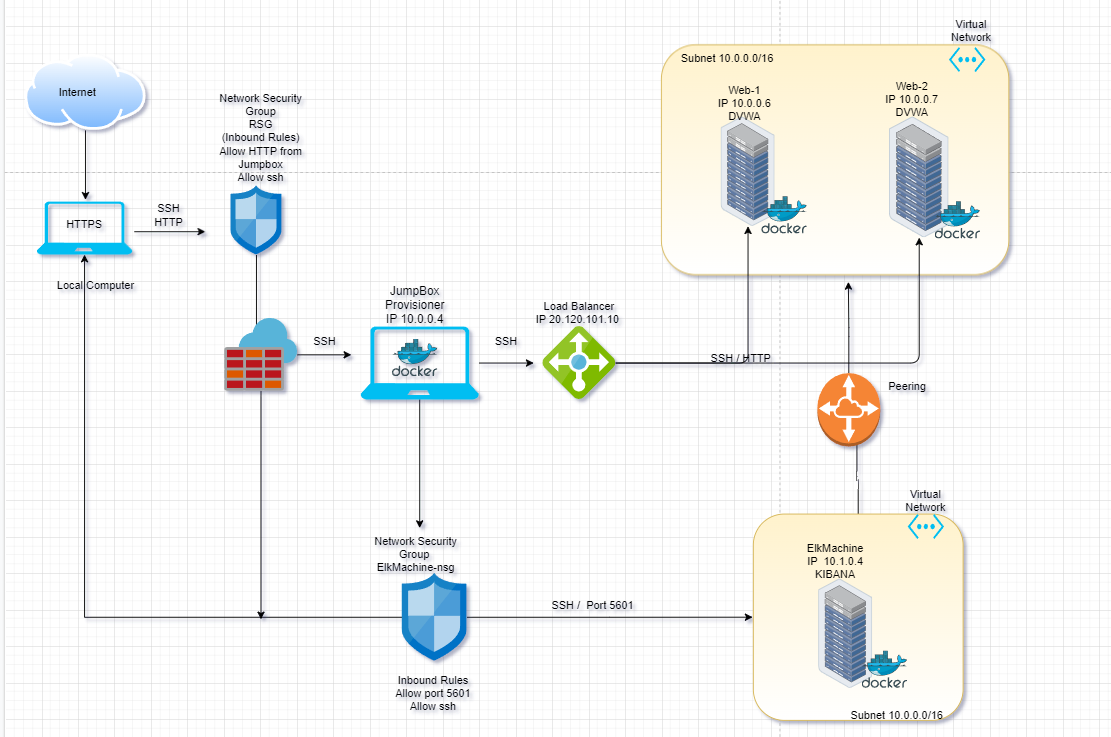 Virtual
Network
Subnet 10.0.0.0/16
Web-1
IP 10.0.0.6
DVWA
docker
Web-2
IP 10.0.0.7
DVWA
docker
Internet
Network Security
Group
RSG
(Inbound Rules)
Allow HTTP from
Jumpbox
Allow ssh
HTTPS
SSH
HTTP
Local Computer
JumpBox
Provisioner
IP 10.0.0.4
docker
SSH
SSH
Load Balancer
IP 20.120.101.10
SSH / HTTP
Peering
Network Security
Group
ElkMachine-nsg
SSH / Port 5601
Inbound Rules
Allow port 5601
Allow ssh
Virtual
Network
ElkMachine
IP 10.1.0.4
KIBANA
docker
Subnet 10.0.0.0/16